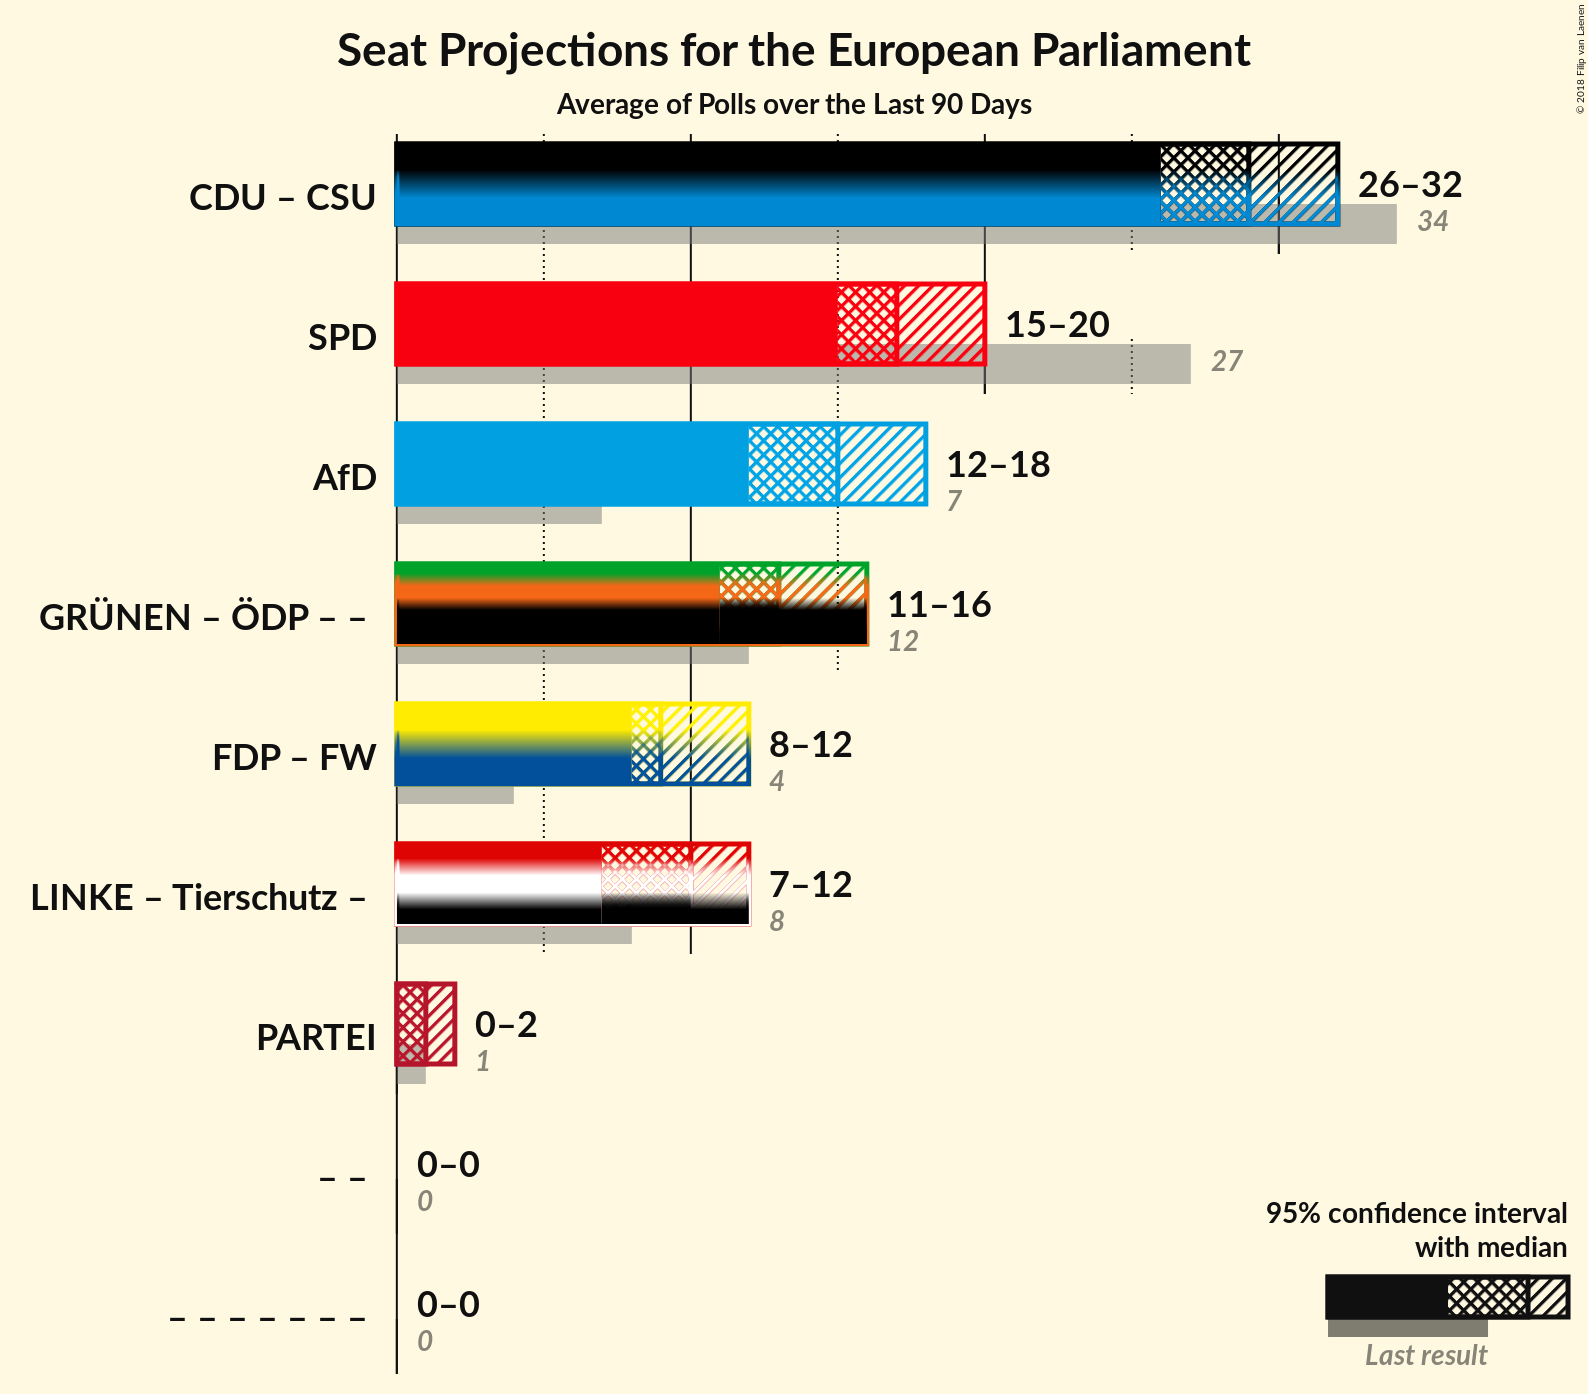 Seat Projections for the European Parliament
Average of Polls over the Last 90 Days
© 2018 Filip van Laenen
CDU – CSU
26–32
34
SPD
15–20
27
AfD
12–18
7
GRÜNEN – ÖDP – –
11–16
12
FDP – FW
8–12
4
LINKE – Tierschutz –
7–12
8
PARTEI
0–2
1
– –
0–0
0
– – – – – – –
0–0
0
95% confidence interval
with median
Last result